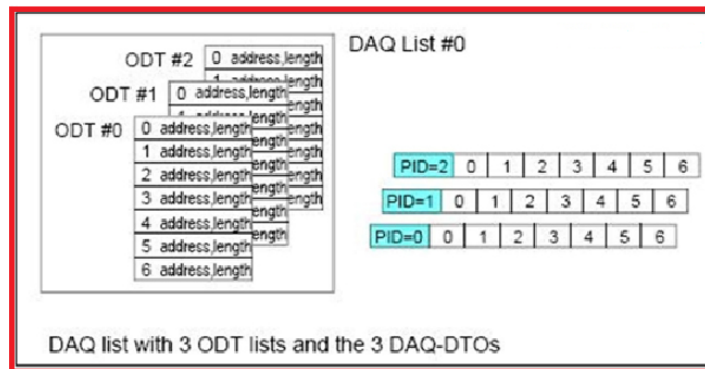 DAQ List #0
ODT #2
0 address,length
ODT #1
0 address,length
ODT #0
0 address,length
1 address,length
2 address,length
3 address,length
4 address,length
5 address,length
6 address,length
PID=2 0 1 2 3 4 5 6
PID=1 0 1 2 3 4 5 6
PID=0 0 1 2 3 4 5 6
DAQ list with 3 ODT lists and the 3 DAQ-DTOs